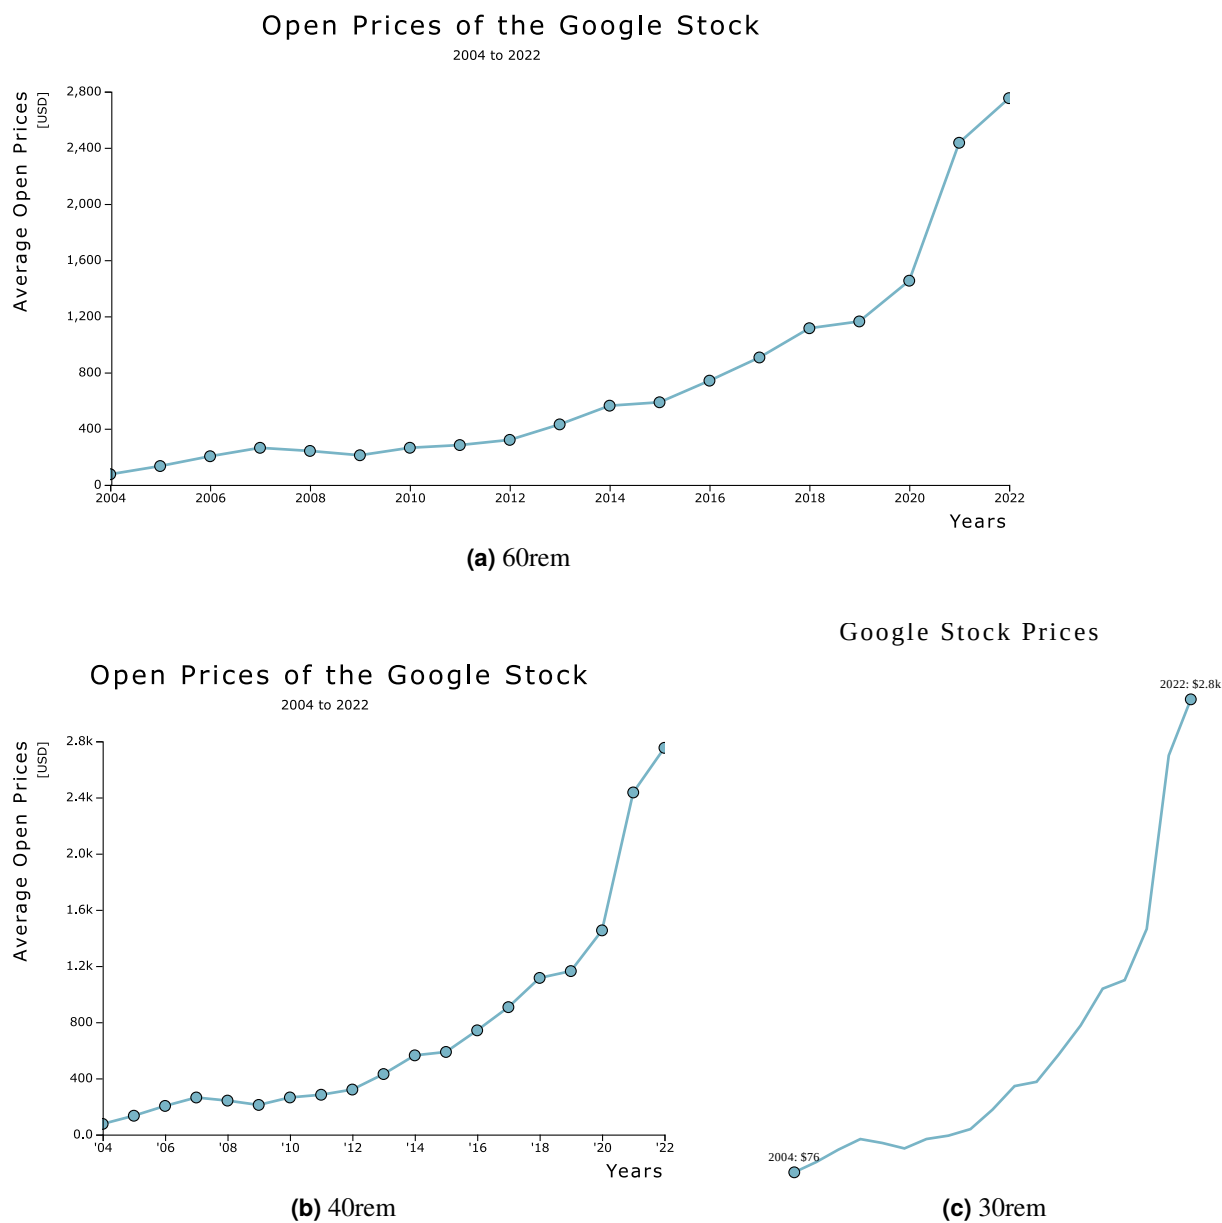 Open Prices of the Google Stock
2004 to 2022
Average Open Prices
[USD]
2,800
2,400
2,000
1,600
1,200
800
400
0
2004 2006 2008 2010 2012 2014 2016 2018 2020 2022
Years
(a) 60rem
Open Prices of the Google Stock
2004 to 2022
Average Open Prices
[USD]
2.8k
2.4k
2.0k
1.6k
1.2k
800
400
0.0
'04 '06 '08 '10 '12 '14 '16 '18 '20 '22
Years
(b) 40rem
Google Stock Prices
2022: $2.8k
2004: $76
(c) 30rem